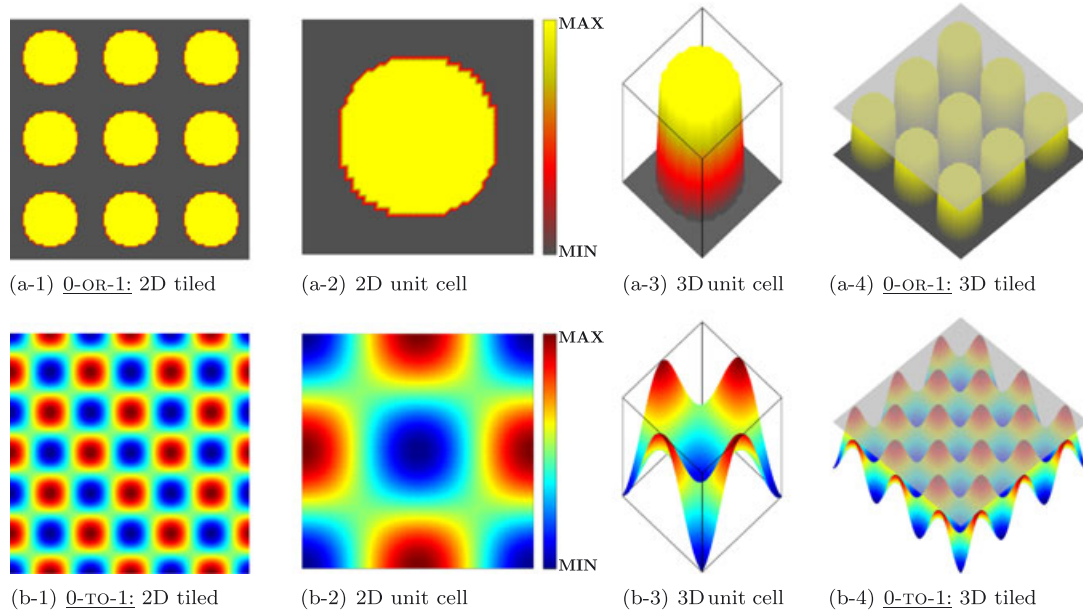 MAX
MIN
(a-1) 0-OR-1: 2D tiled
(a-2) 2D unit cell
(a-3) 3D unit cell
(a-4) 0-OR-1: 3D tiled
MAX
MIN
(b-1) 0-TO-1: 2D tiled
(b-2) 2D unit cell
(b-3) 3D unit cell
(b-4) 0-TO-1: 3D tiled